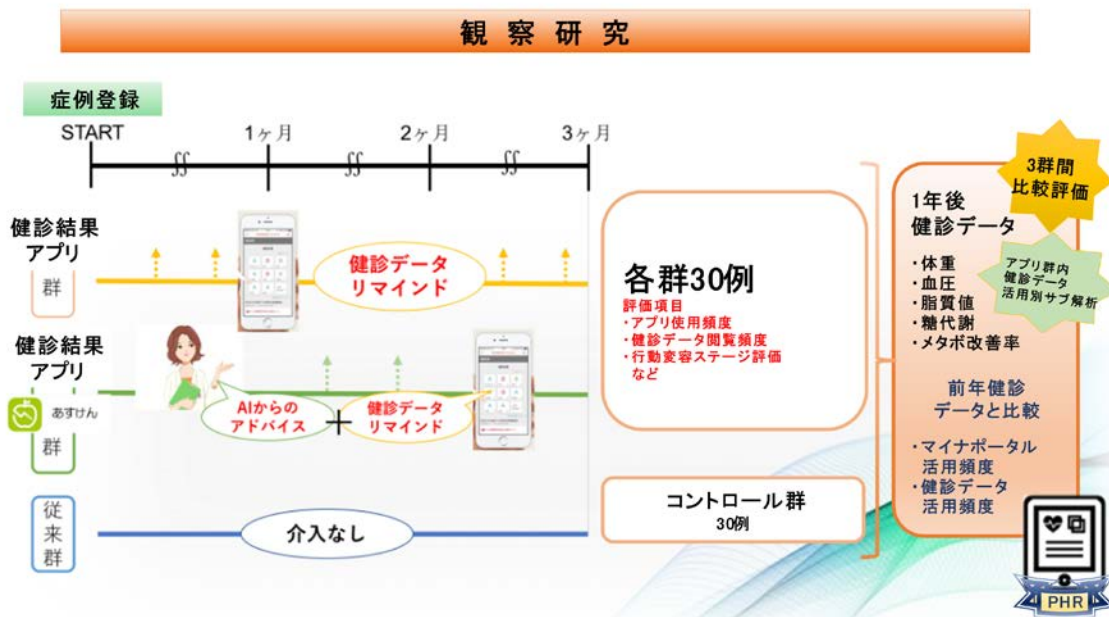 観察研究
症例登録
START
1ヶ月
2ヶ月
3ヶ月
健診結果
アプリ
群
健診データ
リマインド
健診結果
アプリ
あすけん
群
AIからの
アドバイス
+
健診データ
リマインド
従来群
介入なし
各群30例
評価項目
・アプリ使用頻度
・健診データ閲覧頻度
・行動変容ステージ評価
など
コントロール群
30例
3群間
比較評価
1年後
健診データ
・体重
・血圧
・脂質値
・糖代謝
・メタボ改善率
アプリ群内
健診データ
活用別サブ解析
前年健診
データと比較
・マイナポータル
活用頻度
・健診データ
活用頻度
PHR